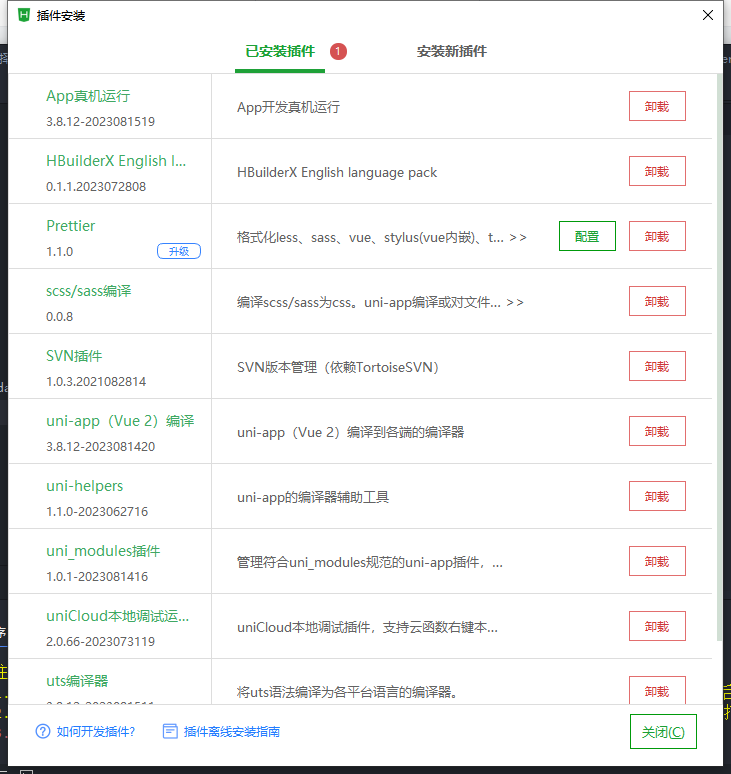 插件安装
已安装插件 1 安装新插件
App真机运行
3.8.12-2023081519
App开发真机运行
卸载
HBuilderX English l...
0.1.1.2023072808
HBuilderX English language pack
卸载
Prettier
1.1.0
升级
格式化less、sass、vue、stylus(vue内嵌)、t... >>
配置
卸载
scss/sass编译
0.0.8
编译scss/sass为css。uni-app编译或对文件... >>
卸载
SVN插件
1.0.3.2021082814
SVN版本管理（依赖TortoiseSVN）
卸载
uni-app（Vue 2）编译
3.8.12-2023081420
uni-app（Vue 2）编译到各端的编译器
卸载
uni-helpers
1.1.0-2023062716
uni-app的编译器辅助工具
卸载
uni_modules插件
1.0.1-2023081416
管理符合uni_modules规范的uni-app插件，...
卸载
uniCloud本地调试运...
2.0.66-2023073119
uniCloud本地调试插件，支持云函数右键本...
卸载
uts编译器
将uts语法编译为各平台语言的编译器。
卸载
如何开发插件? 插件离线安装指南
关闭(C)